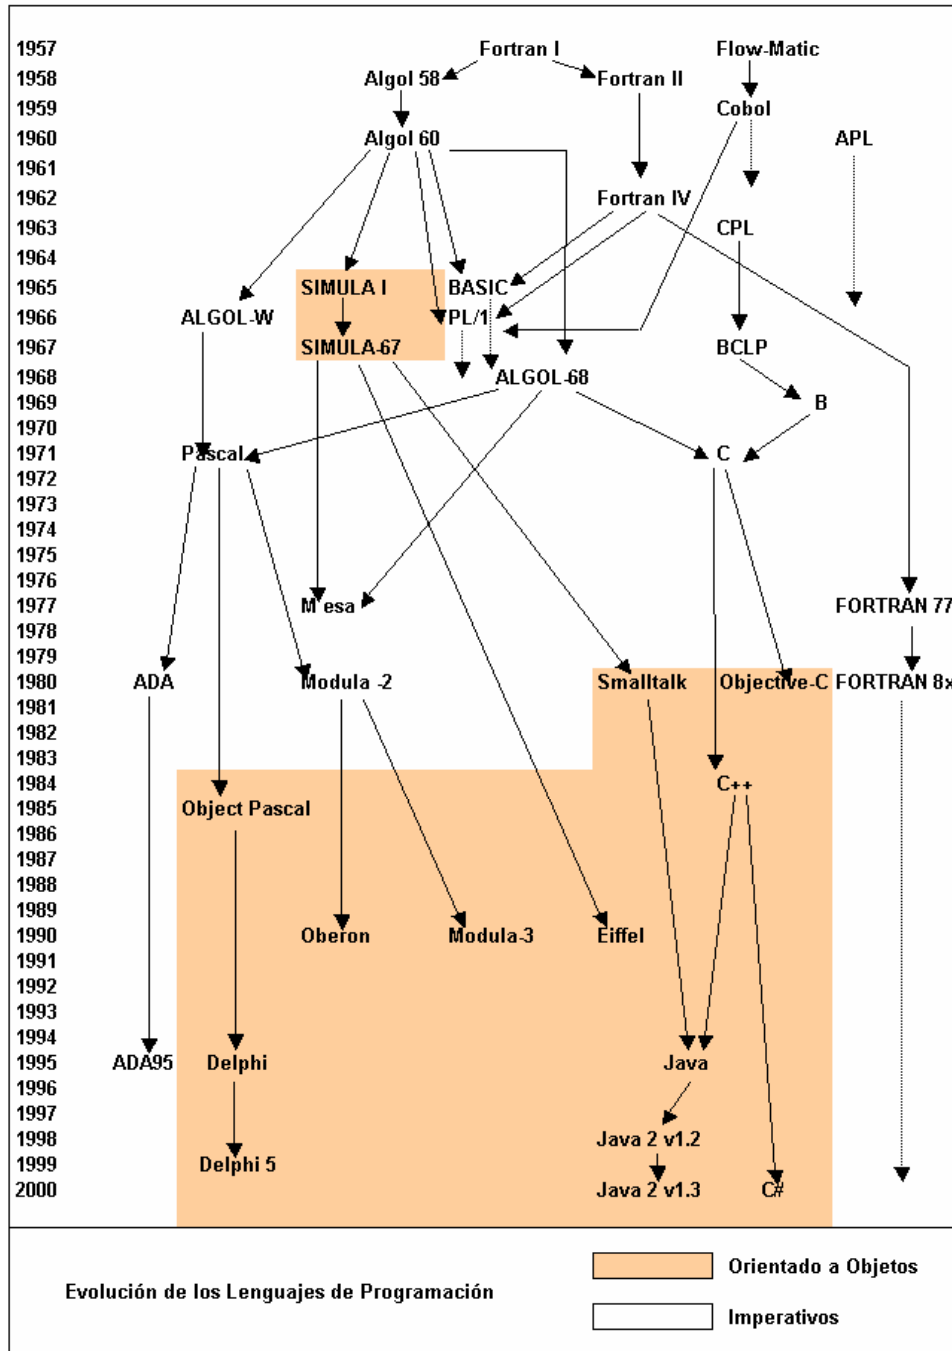 1957 Fortran I Flow-Matic
1958 Algol 58 Fortran II
1959 Cobol
1960 Algol 60 APL
1961
1962 Fortran IV
1963 CPL
1964
1965 SIMULA I BASIC
1966 ALGOL-W PL/1
1967 SIMULA-67 BCLP
1968 ALGOL-68
1969 B
1970
1971 Pascal C
1972
1973
1974
1975
1976
1977 M esa FORTRAN 77
1978
1979
1980 ADA Modula -2 Smalltalk Objective-C FORTRAN 8x
1981
1982
1983
1984 C++
1985 Object Pascal
1986
1987
1988
1989
1990 Oberon Modula-3 Eiffel
1991
1992
1993
1994
1995 ADA95 Delphi Java
1996
1997
1998 Java 2 v1.2
1999 Delphi 5
2000 Java 2 v1.3 C#
Orientado a Objetos
Evolución de los Lenguajes de Programación
Imperativos